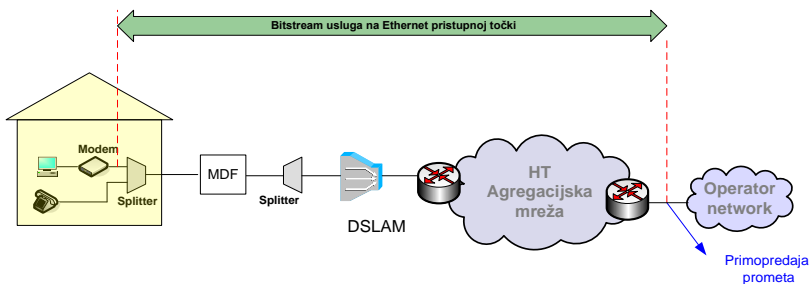 Bitstream usluga na Ethernet pristupnoj točki
Modem
Splitter
MDF
Splitter
DSLAM
HT
Agregacijska
mreža
Operator
network
Primopredaja
prometa